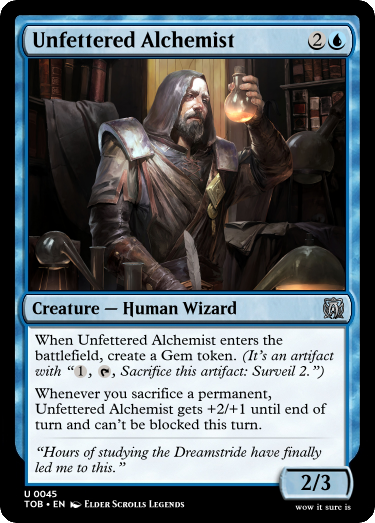 Unfettered Alchemist 2
Creature — Human Wizard
When Unfettered Alchemist enters the
battlefield, create a Gem token. (It's an artifact
with “1, , Sacrifice this artifact: Surveil 2.”)
Whenever you sacrifice a permanent,
Unfettered Alchemist gets +2/+1 until end of
turn and can't be blocked this turn.
“Hours of studying the Dreamstride have finally
led me to this.”
2/3
U 0045
TOB • EN Elder Scrolls Legends
wow it sure is